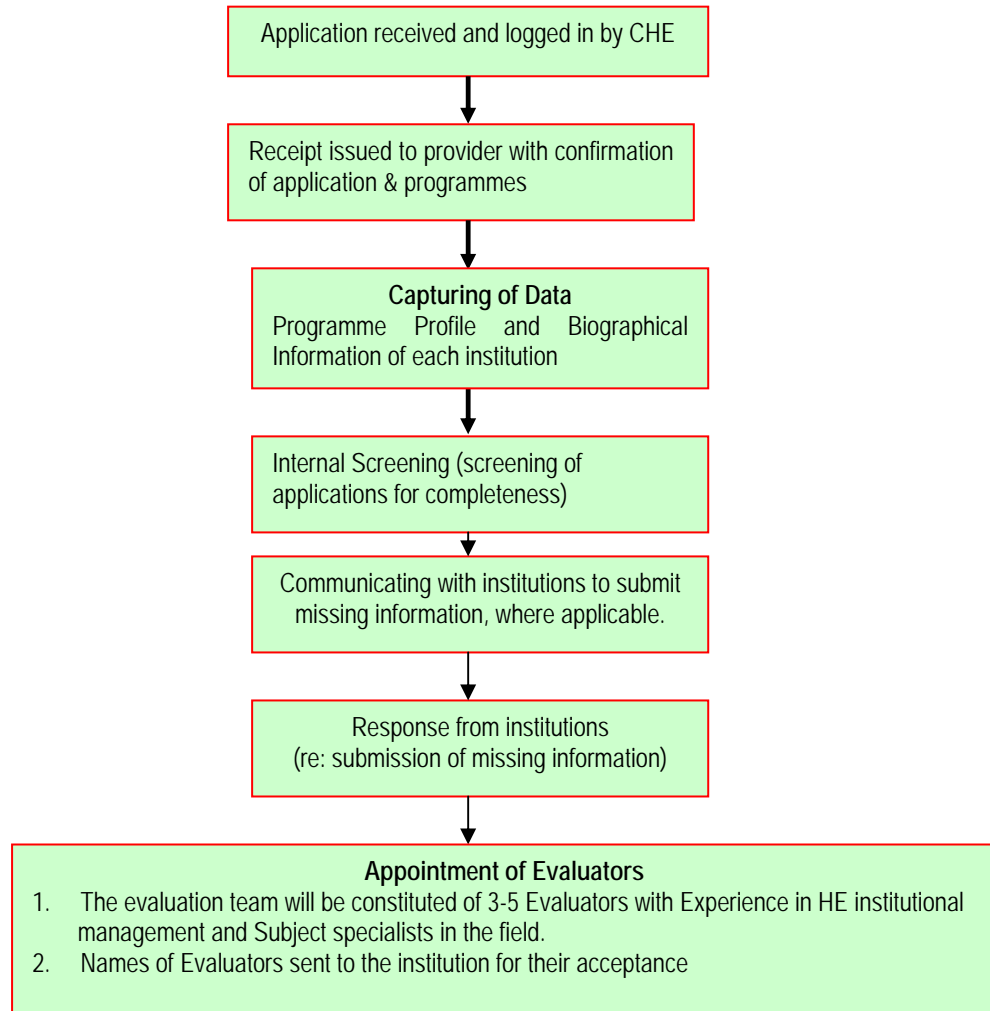 Application received and logged in by CHE
Receipt issued to provider with confirmation
of application & programmes
Capturing of Data
Programme Profile and Biographical
Information of each institution
Internal Screening (screening of
applications for completeness)
Communicating with institutions to submit
missing information, where applicable.
Response from institutions
(re: submission of missing information)
Appointment of Evaluators
1. The evaluation team will be constituted of 3-5 Evaluators with Experience in HE institutional
management and Subject specialists in the field.
2. Names of Evaluators sent to the institution for their acceptance